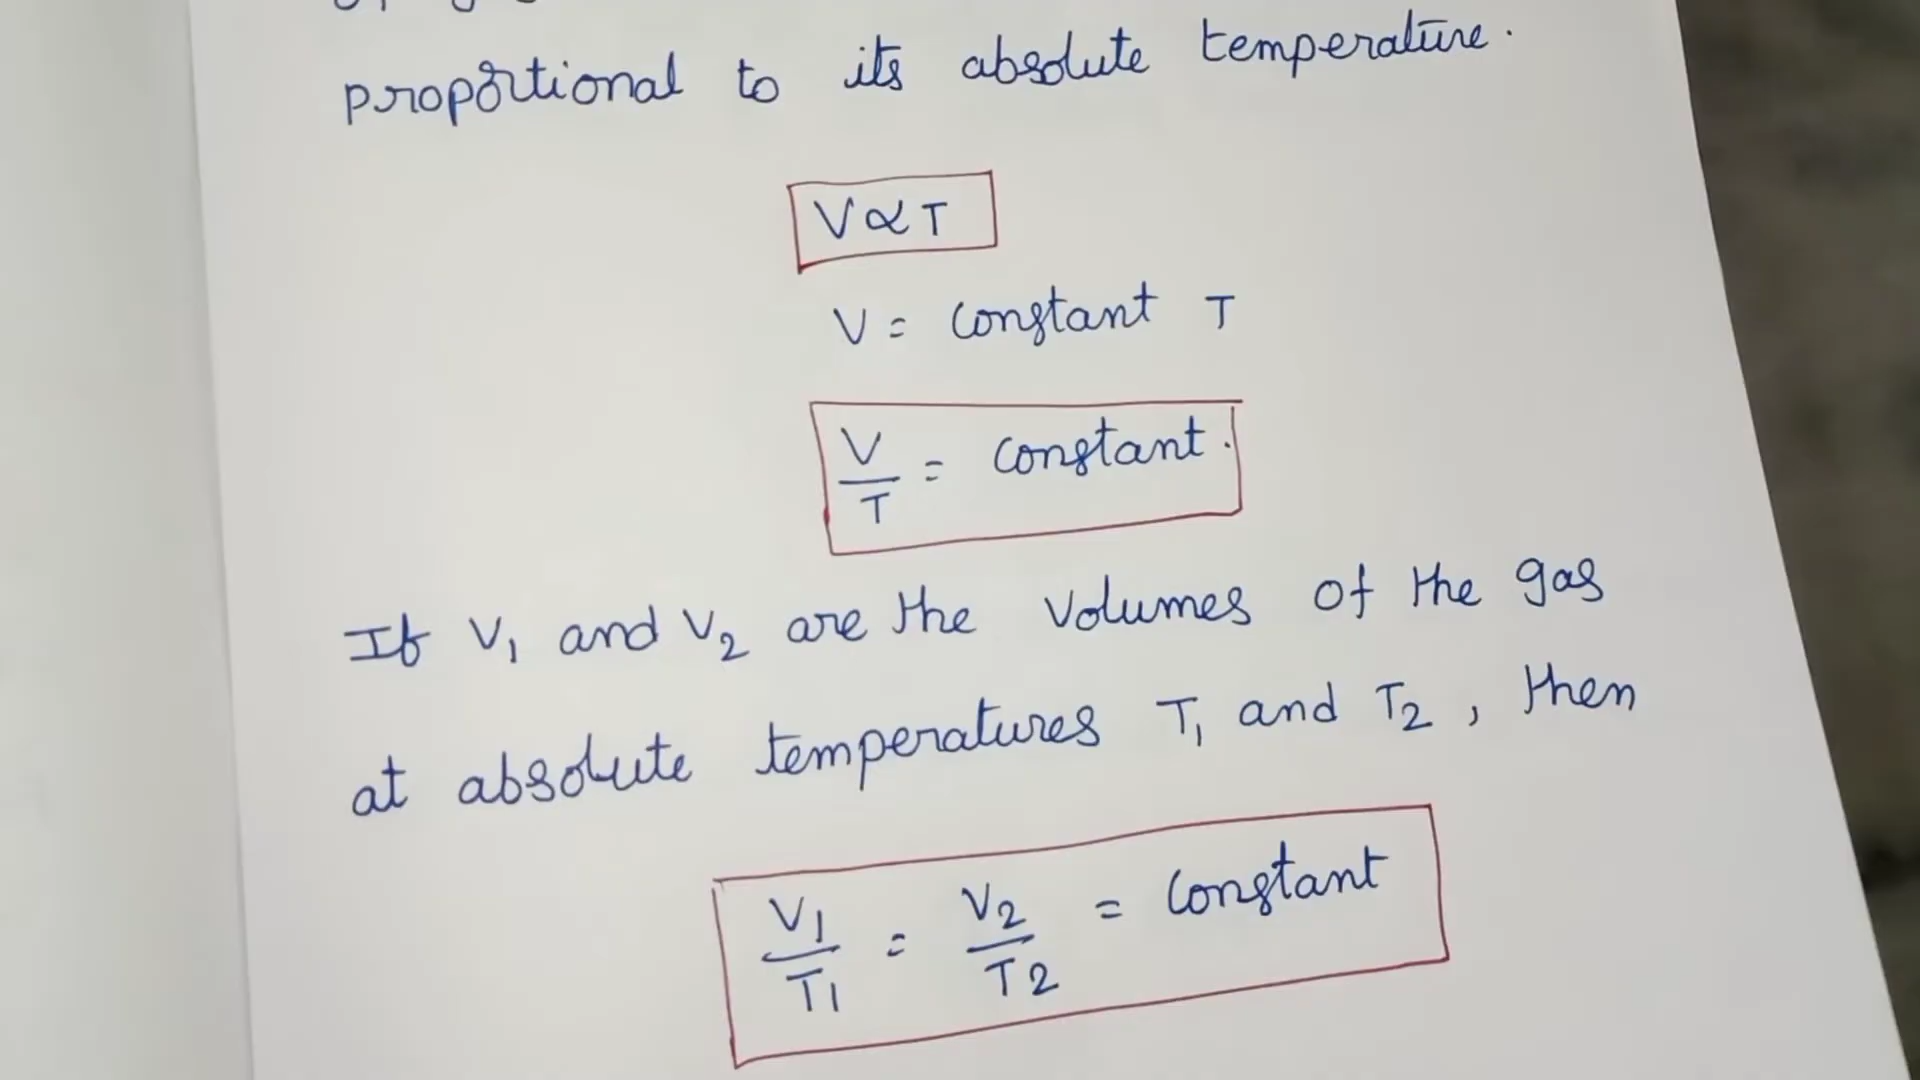 proportional to its absolute temperature.
V ∝ T
V = Constant T
V/T = Constant.
If V₁ and V₂ are the volumes of the gas
at absolute temperatures T₁ and T₂, then
V₁/T₁ = V₂/T₂ = Constant